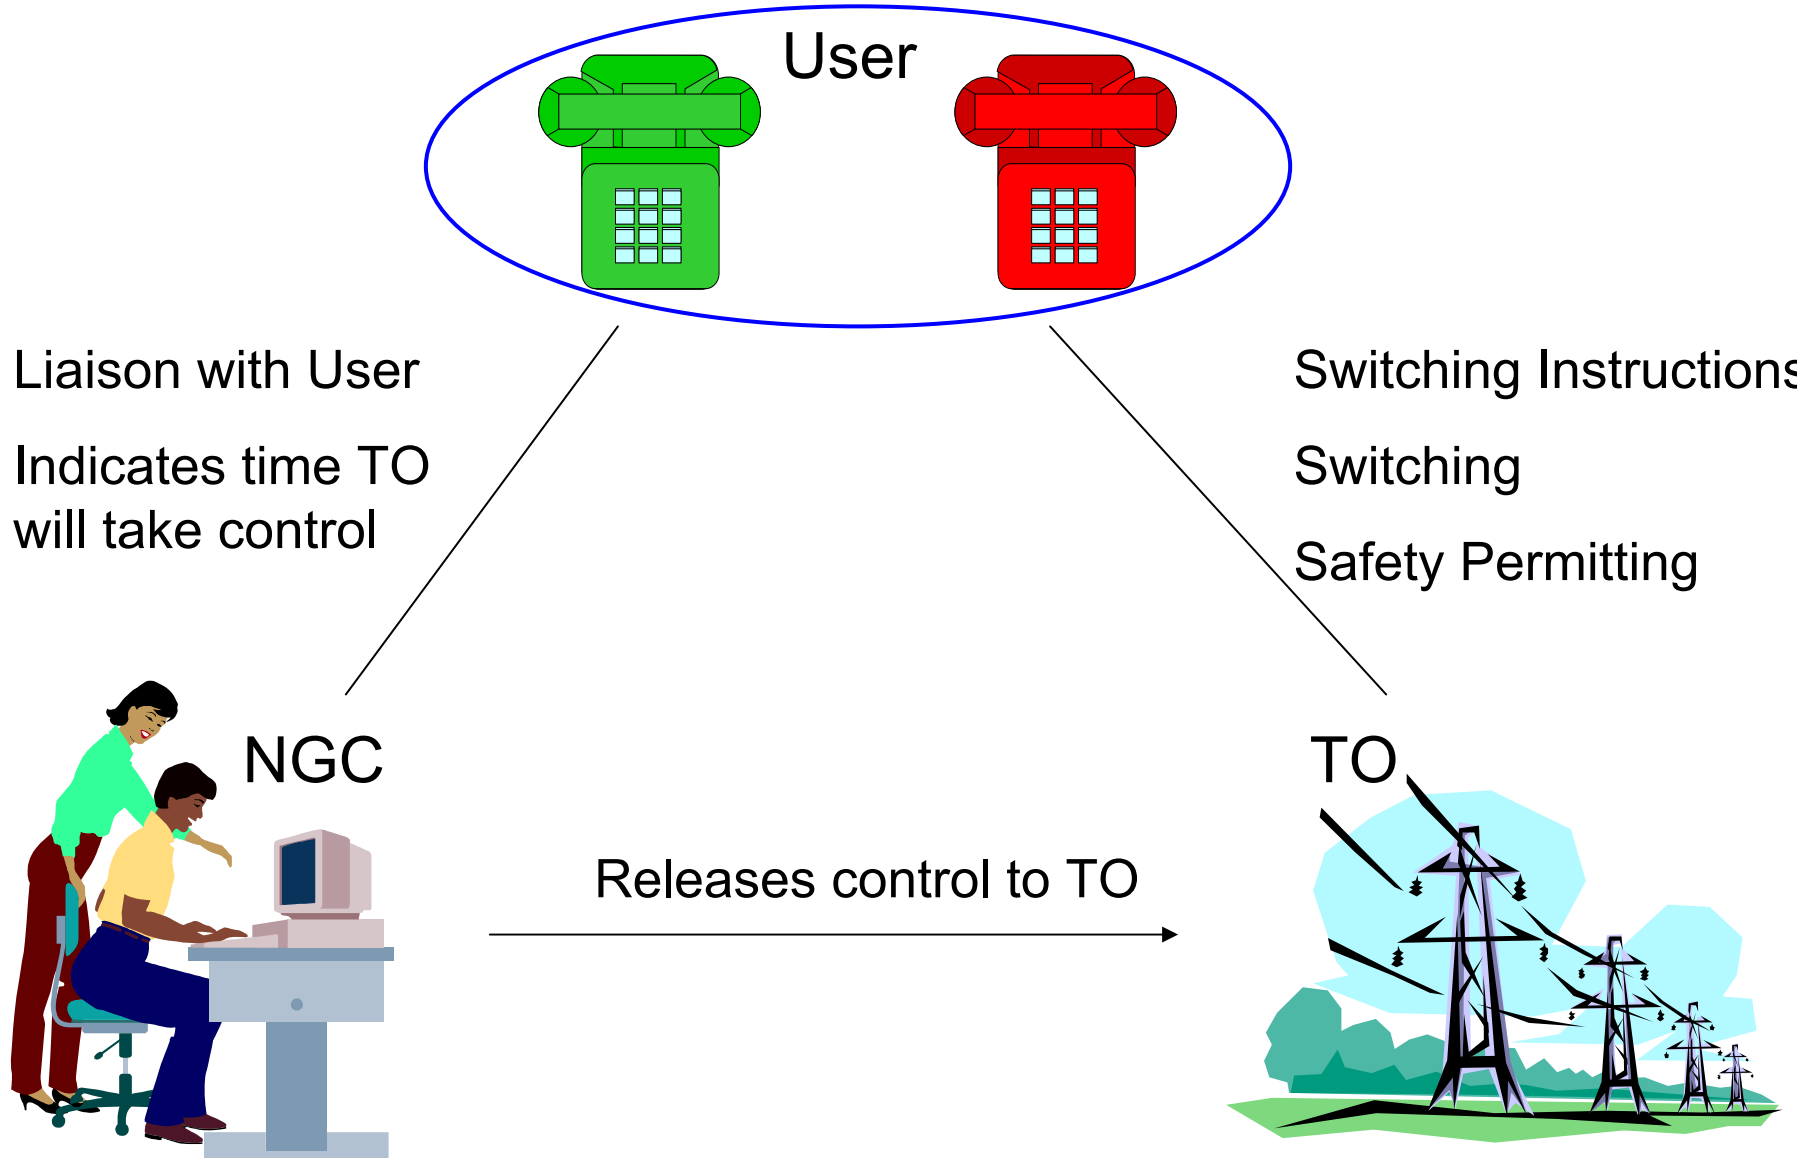 User
Liaison with User
Indicates time TO
will take control
Switching Instructions
Switching
Safety Permitting
NGC
TO
Releases control to TO